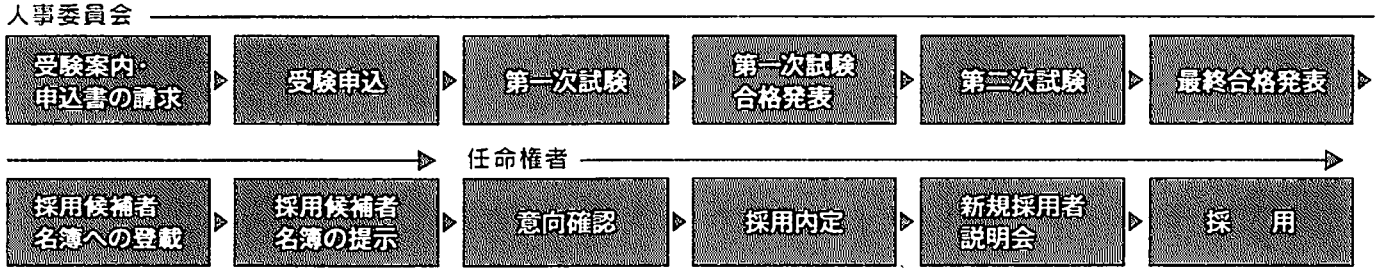 人事委員会
受験案内・
申込書の請求
受験申込
第一次試験
第一次試験
合格発表
第二次試験
最終合格発表
任命権者
採用候補者
名簿への登載
採用候補者
名簿の提示
意向確認
採用内定
新規採用者
説明会
採　用